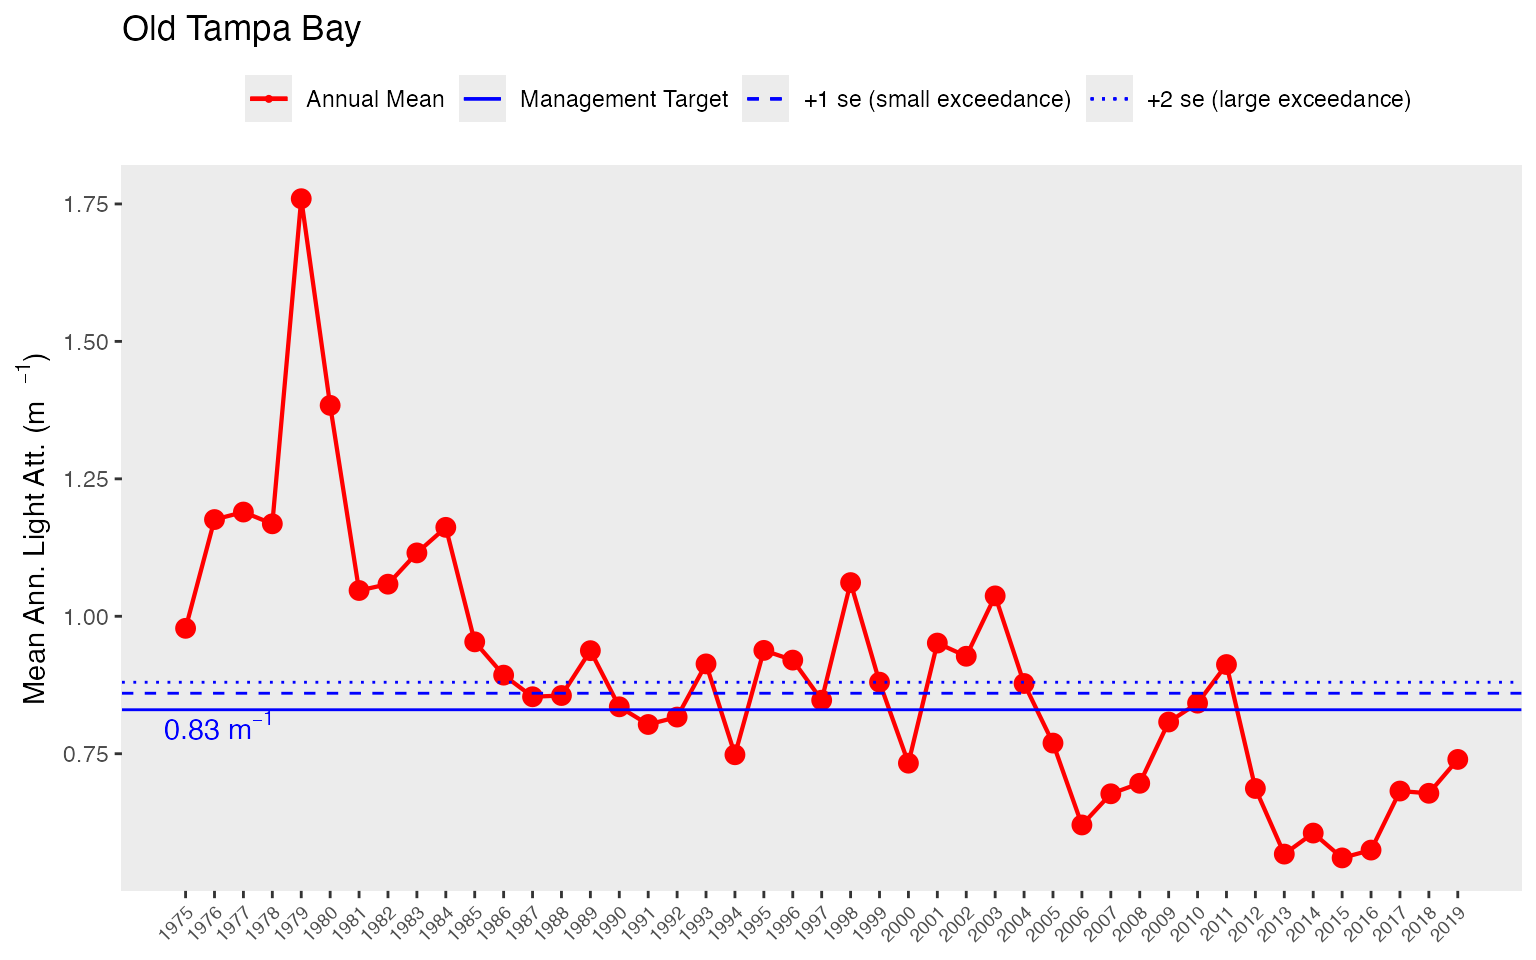 Old Tampa Bay
Annual Mean Management Target +1 se (small exceedance) +2 se (large exceedance)
Mean Ann. Light Att. (m⁻¹)
1.75
1.50
1.25
1.00
0.75
0.83 m⁻¹
1975 1976 1977 1978 1979 1980 1981 1982 1983 1984 1985 1986 1987 1988 1989 1990 1991 1992 1993 1994 1995 1996 1997 1998 1999 2000 2001 2002 2003 2004 2005 2006 2007 2008 2009 2010 2011 2012 2013 2014 2015 2016 2017 2018 2019